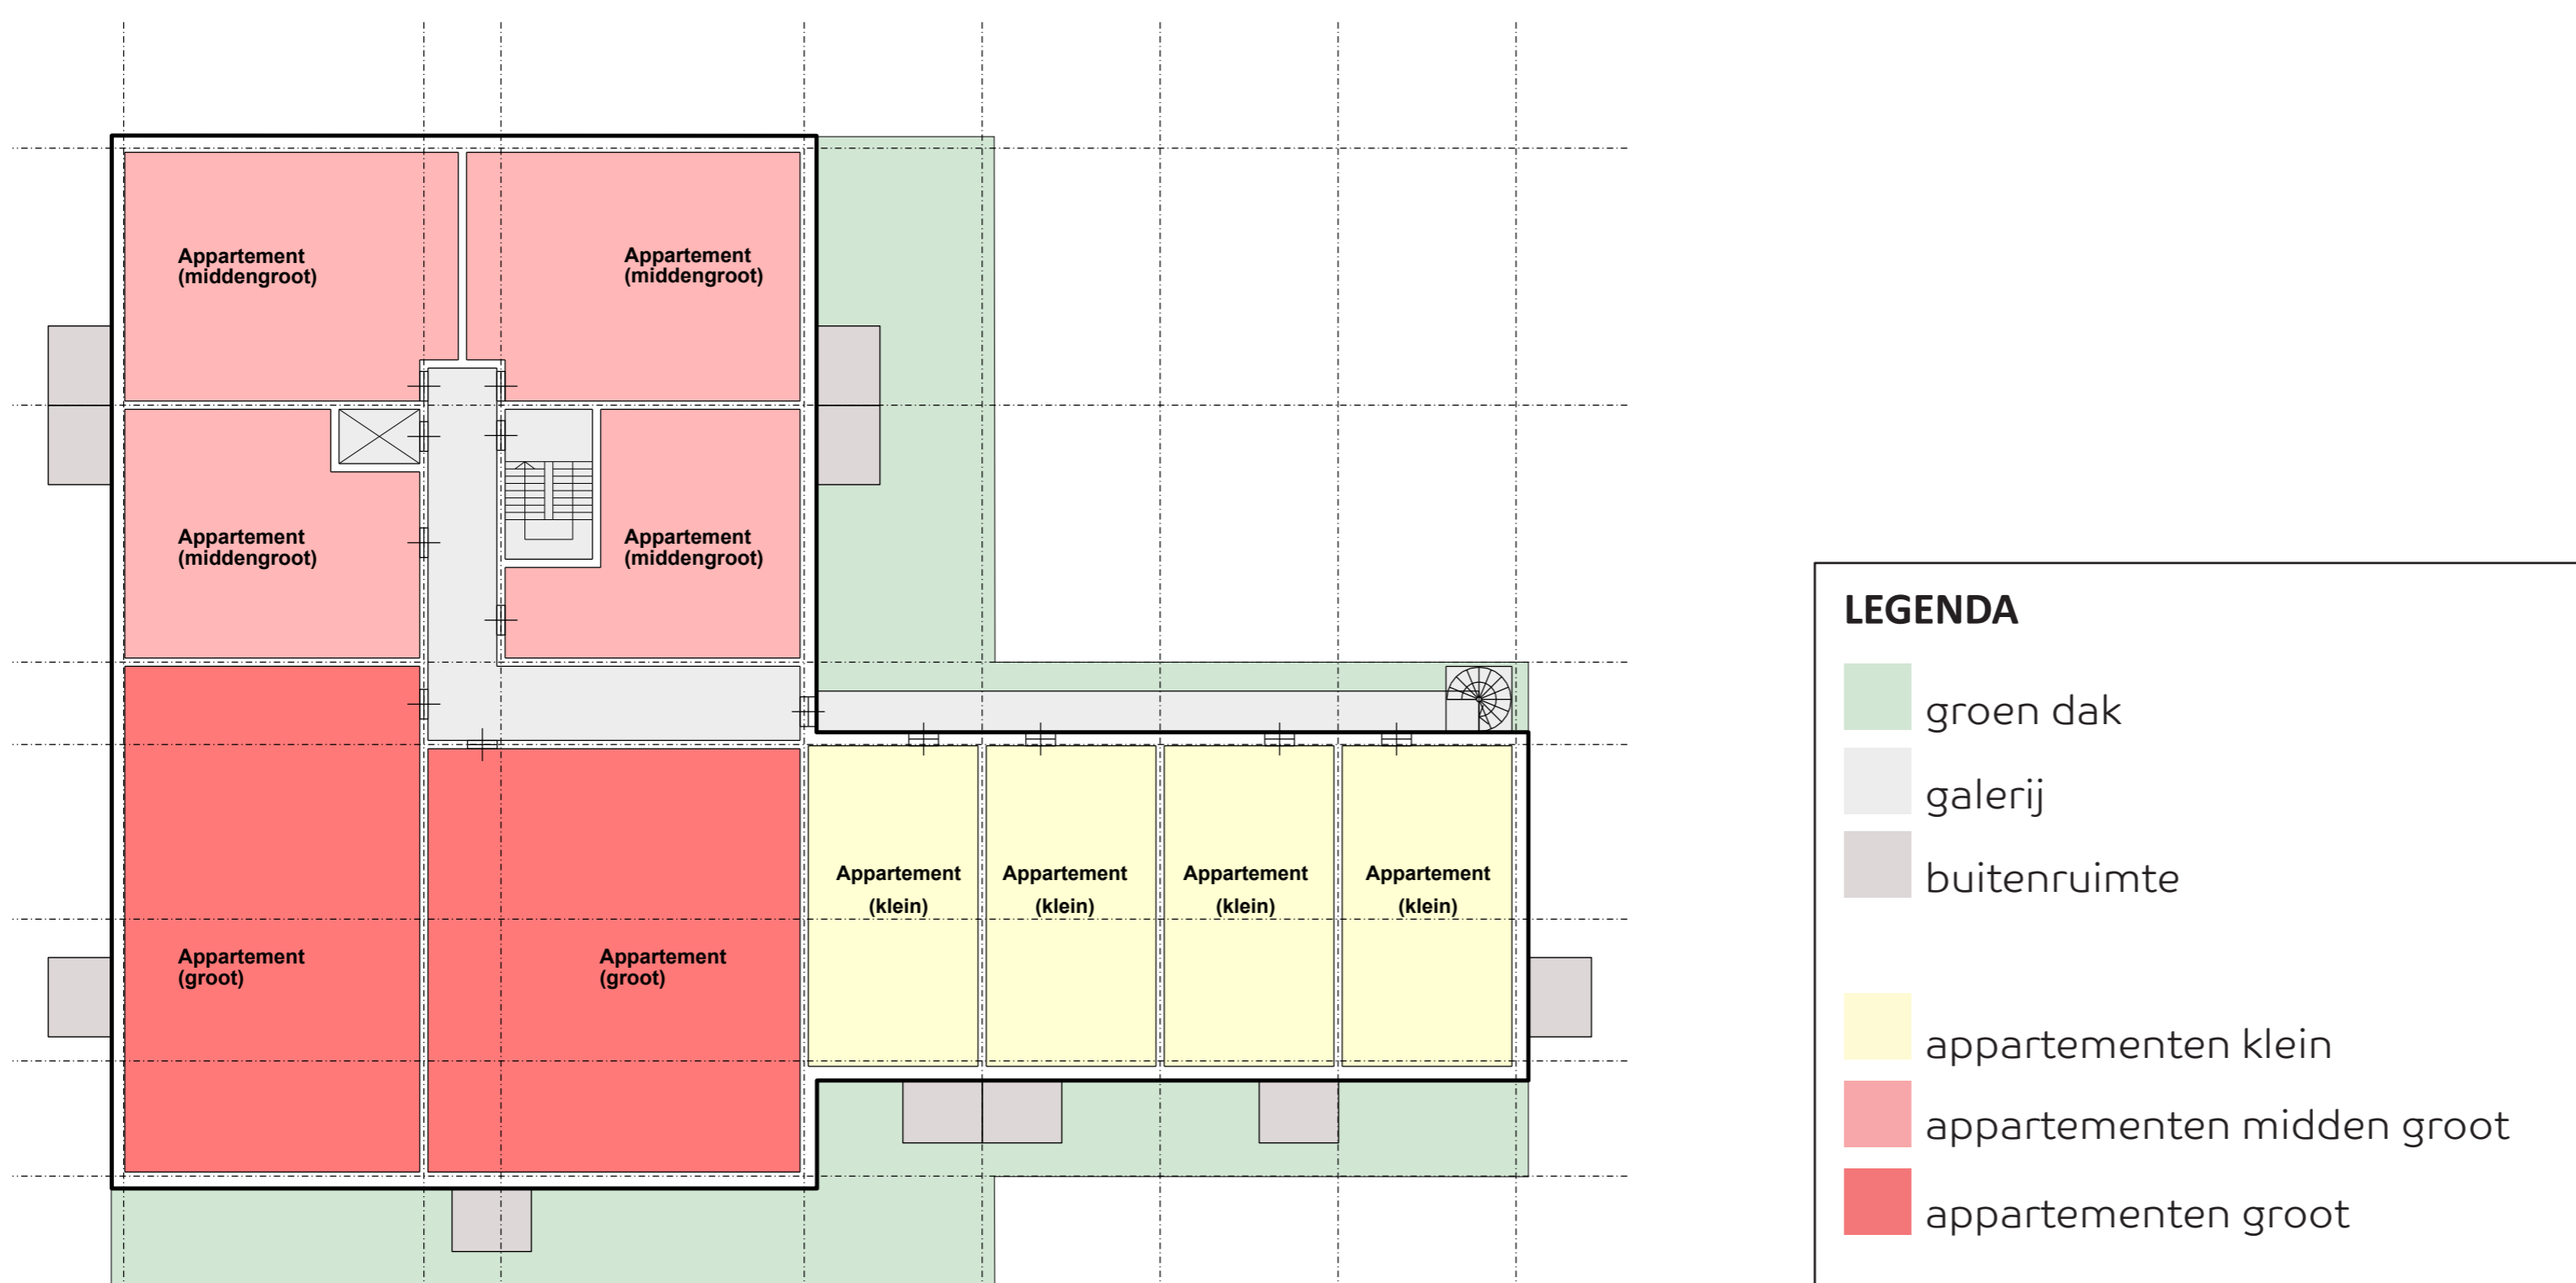 Appartement
(middengroot)
Appartement
(middengroot)
Appartement
(middengroot)
Appartement
(middengroot)
Appartement
(groot)
Appartement
(groot)
Appartement
(klein)
Appartement
(klein)
Appartement
(klein)
Appartement
(klein)
LEGENDA
groen dak
galerij
buitenruimte
appartementen klein
appartementen midden groot
appartementen groot